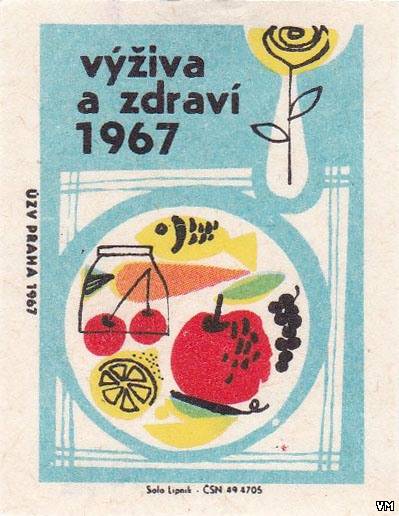 výživa
a zdraví
1967
ÚZV PRAHA 1967
Solo Lipník - ČSN 49 4705
VM